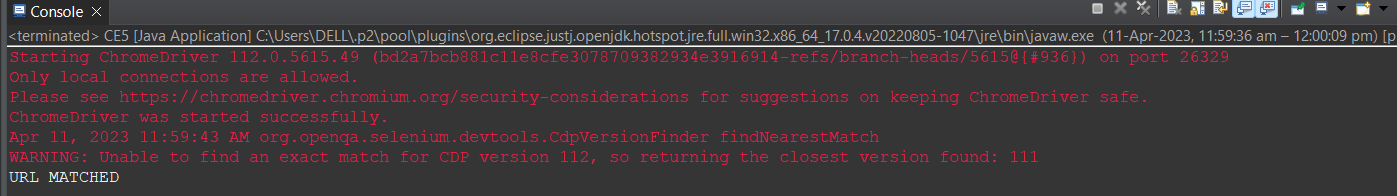 Console
<terminated> CE5 [Java Application] C:\Users\DELL\.p2\pool\plugins\org.eclipse.justj.openjdk.hotspot.jre.full.win32.x86_64_17.0.4.v20220805-1047\jre\bin\javaw.exe (11-Apr-2023, 11:59:36 am – 12:00:09 pm) [p
Starting ChromeDriver 112.0.5615.49 (bd2a7bcb881c11e8cfe3078709382934e3916914-refs/branch-heads/5615@{#936}) on port 26329
Only local connections are allowed.
Please see https://chromedriver.chromium.org/security-considerations for suggestions on keeping ChromeDriver safe.
ChromeDriver was started successfully.
Apr 11, 2023 11:59:43 AM org.openqa.selenium.devtools.CdpVersionFinder findNearestMatch
WARNING: Unable to find an exact match for CDP version 112, so returning the closest version found: 111
URL MATCHED